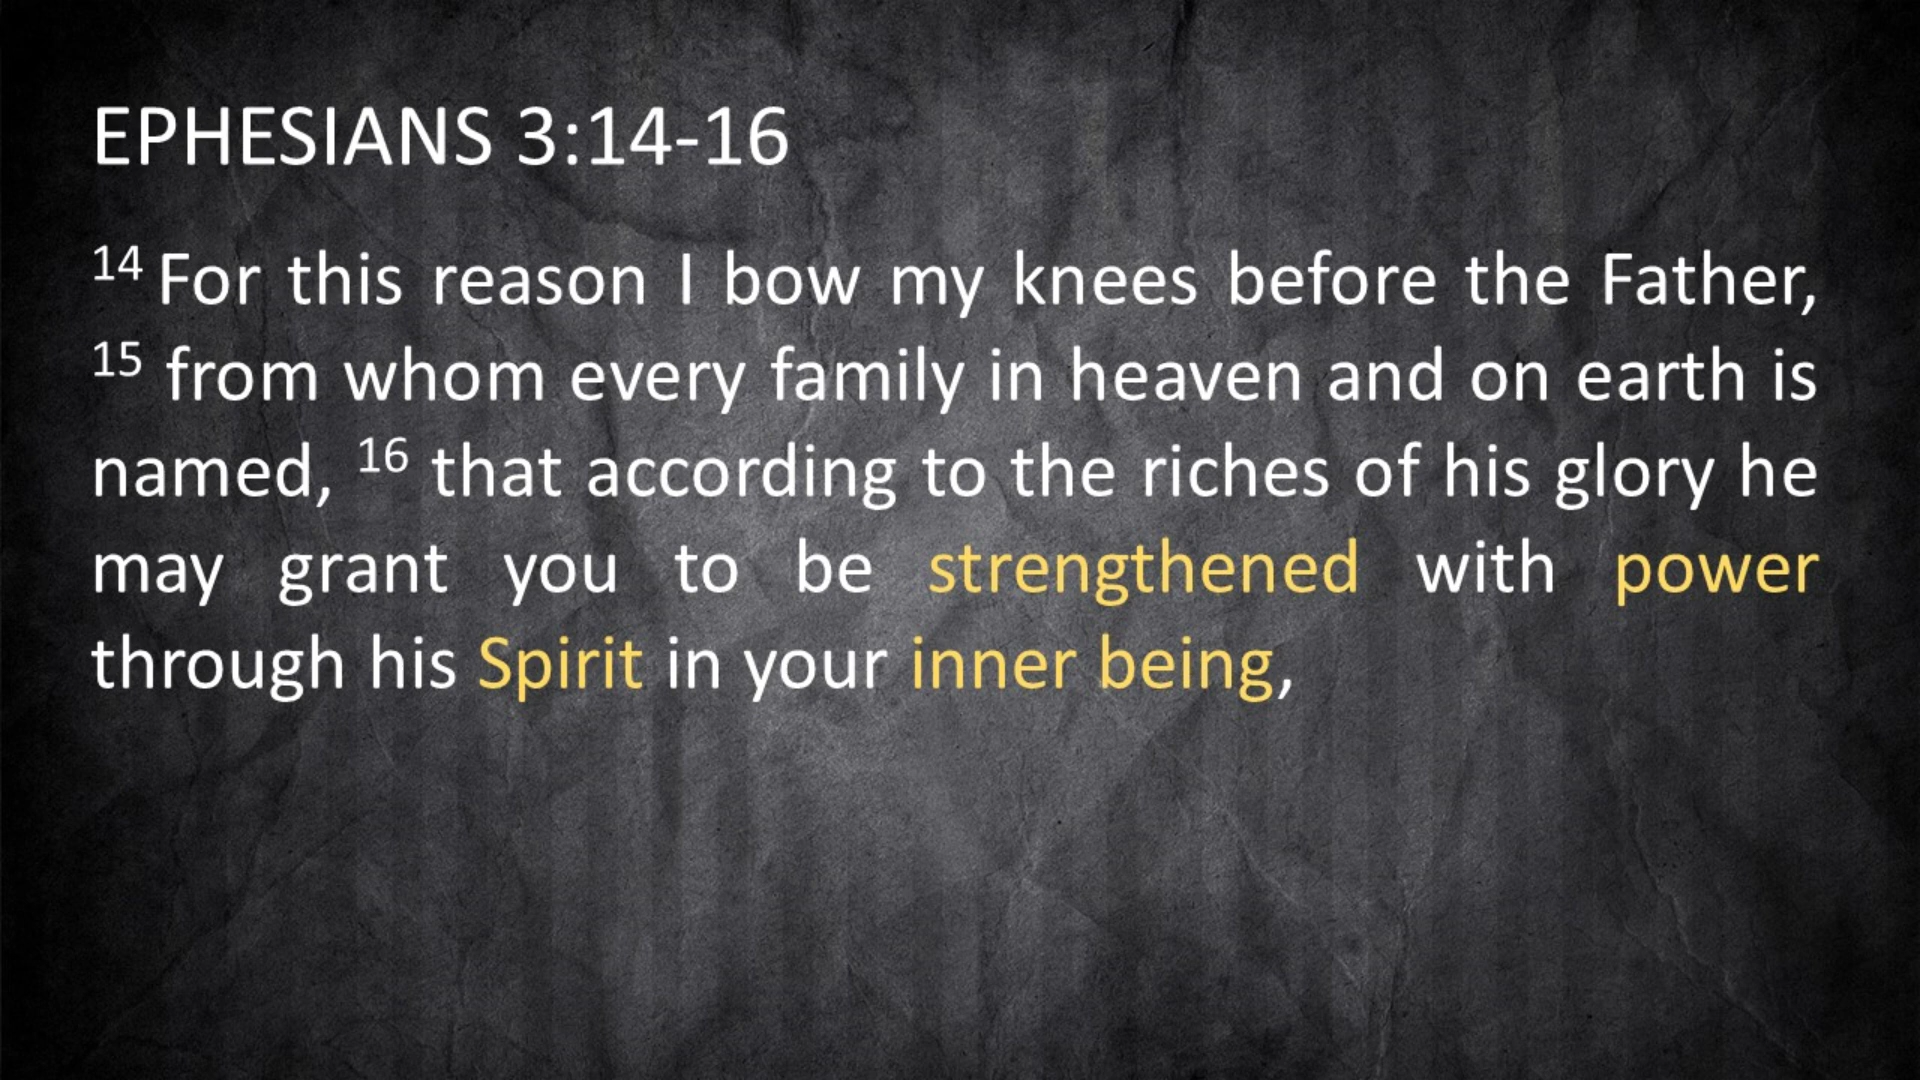 EPHESIANS 3:14-16
14 For this reason I bow my knees before the Father,
15 from whom every family in heaven and on earth is
named, 16 that according to the riches of his glory he
may grant you to be strengthened with power
through his Spirit in your inner being,